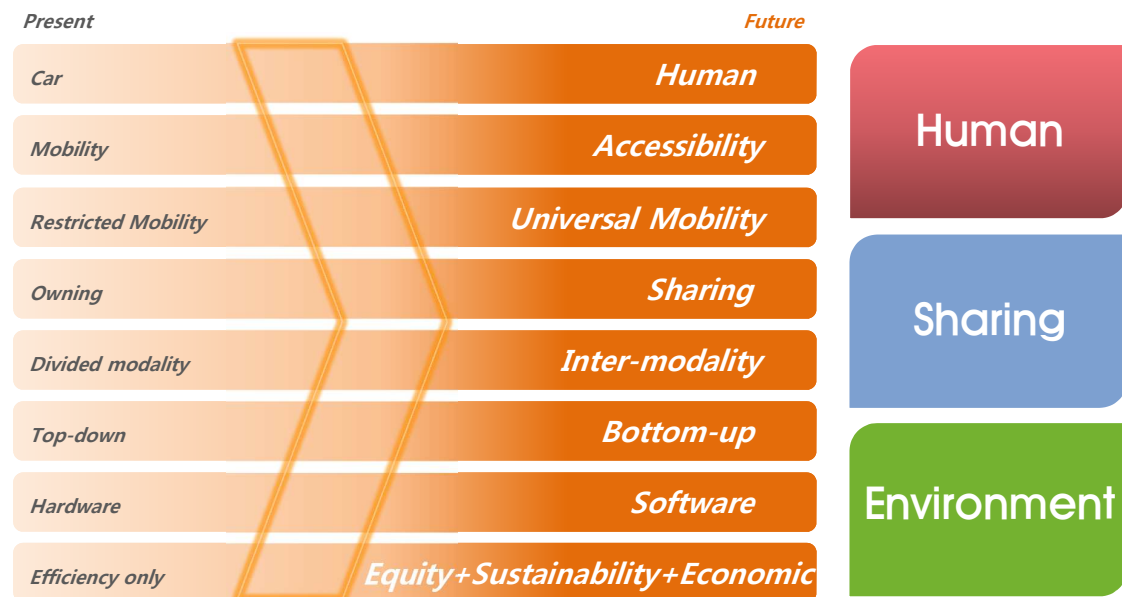 Present
Future
Car
Human
Mobility
Accessibility
Restricted Mobility
Universal Mobility
Owning
Sharing
Divided modality
Inter-modality
Top-down
Bottom-up
Hardware
Software
Efficiency only
Equity+Sustainability+Economic
Human
Sharing
Environment